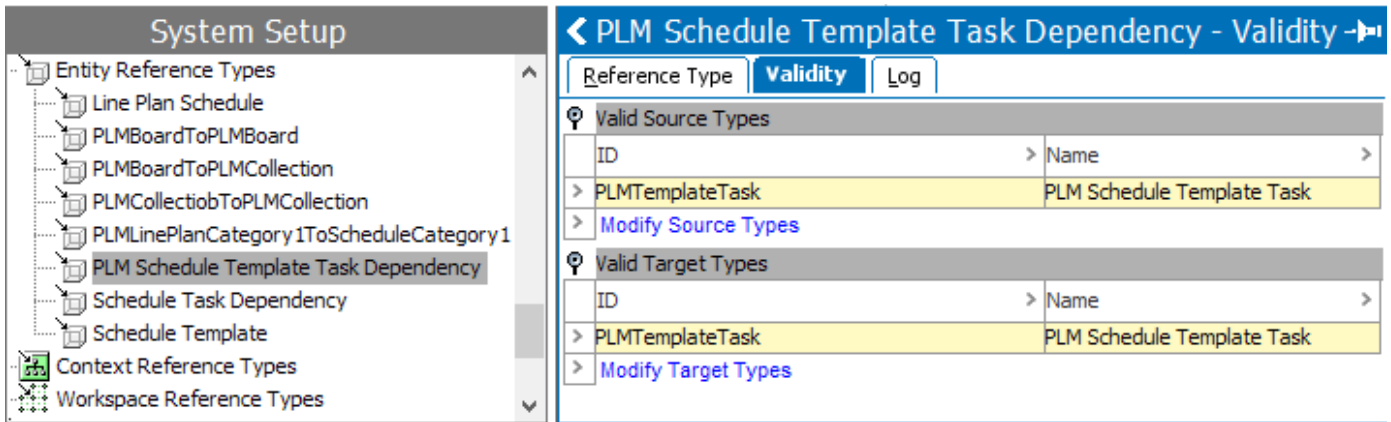 System Setup
Entity Reference Types
Line Plan Schedule
PLMBoardToPLMBoard
PLMBoardToPLMCollection
PLMCollectiobToPLMCollection
PLMLinePlanCategory1ToScheduleCategory1
PLM Schedule Template Task Dependency
Schedule Task Dependency
Schedule Template
Context Reference Types
Workspace Reference Types
PLM Schedule Template Task Dependency - Validity
Reference Type Validity Log
Valid Source Types
ID > Name >
> PLMTemplateTask PLM Schedule Template Task
> Modify Source Types
Valid Target Types
ID > Name >
> PLMTemplateTask PLM Schedule Template Task
> Modify Target Types